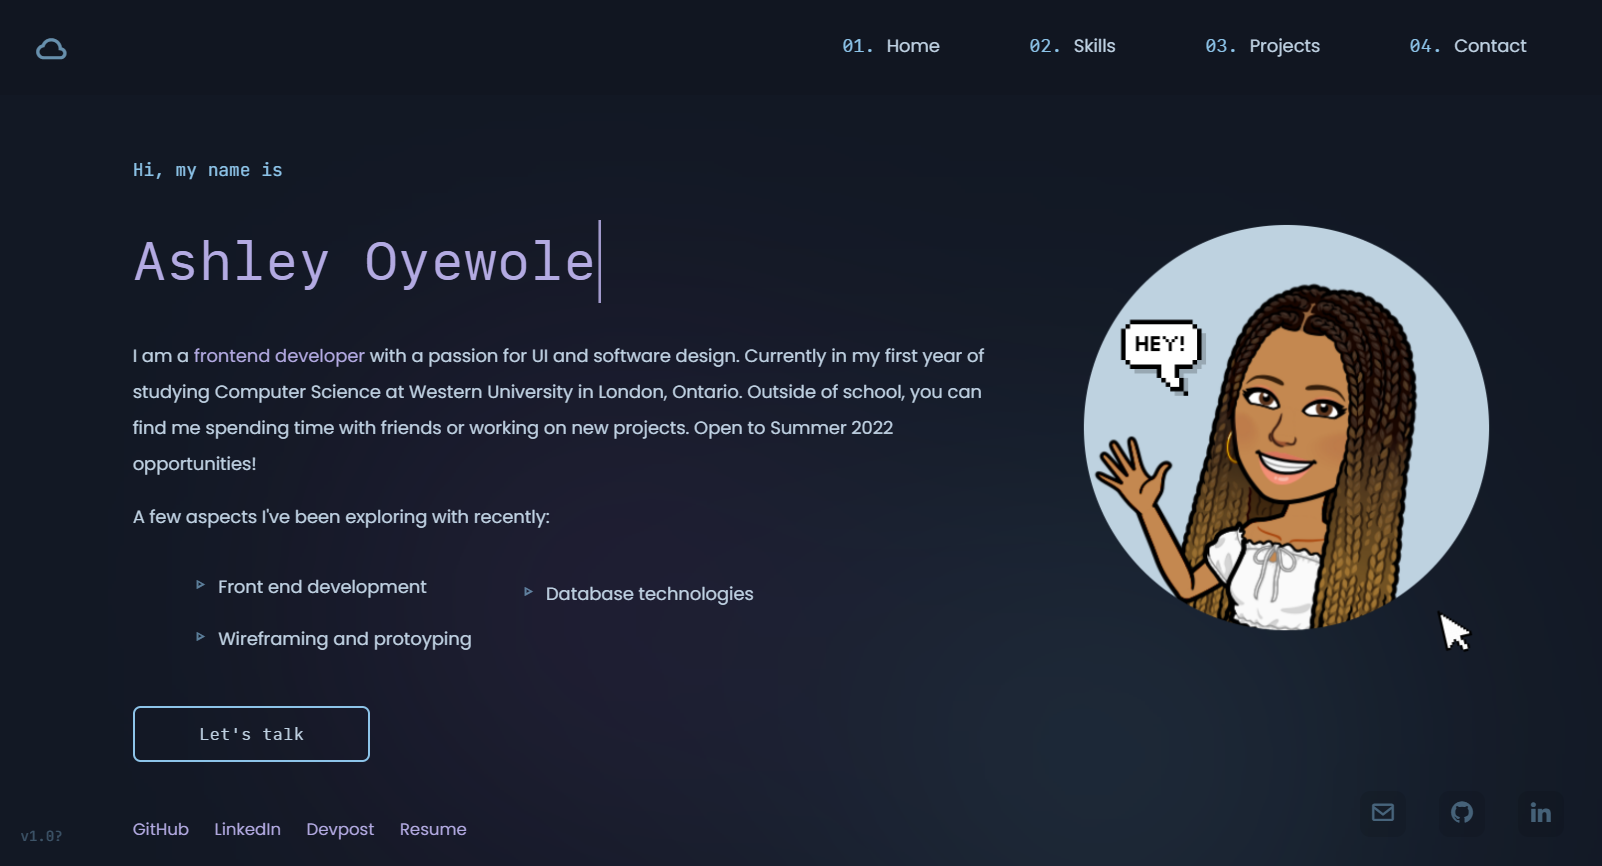 01. Home 02. Skills 03. Projects 04. Contact
Hi, my name is
Ashley Oyewole
I am a frontend developer with a passion for UI and software design. Currently in my first year of
studying Computer Science at Western University in London, Ontario. Outside of school, you can
find me spending time with friends or working on new projects. Open to Summer 2022
opportunities!
HEY!
A few aspects I've been exploring with recently:
Front end development
Database technologies
Wireframing and protoyping
Let's talk
GitHub LinkedIn Devpost Resume
v1.0?
in